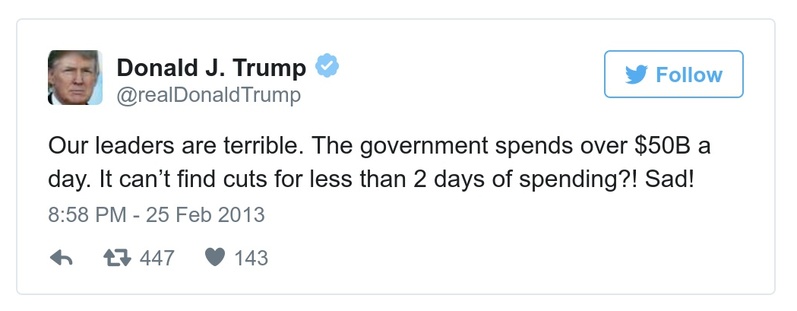 Donald J. Trump
@realDonaldTrump
Follow
Our leaders are terrible. The government spends over $50B a
day. It can’t find cuts for less than 2 days of spending?! Sad!
8:58 PM - 25 Feb 2013
447 143